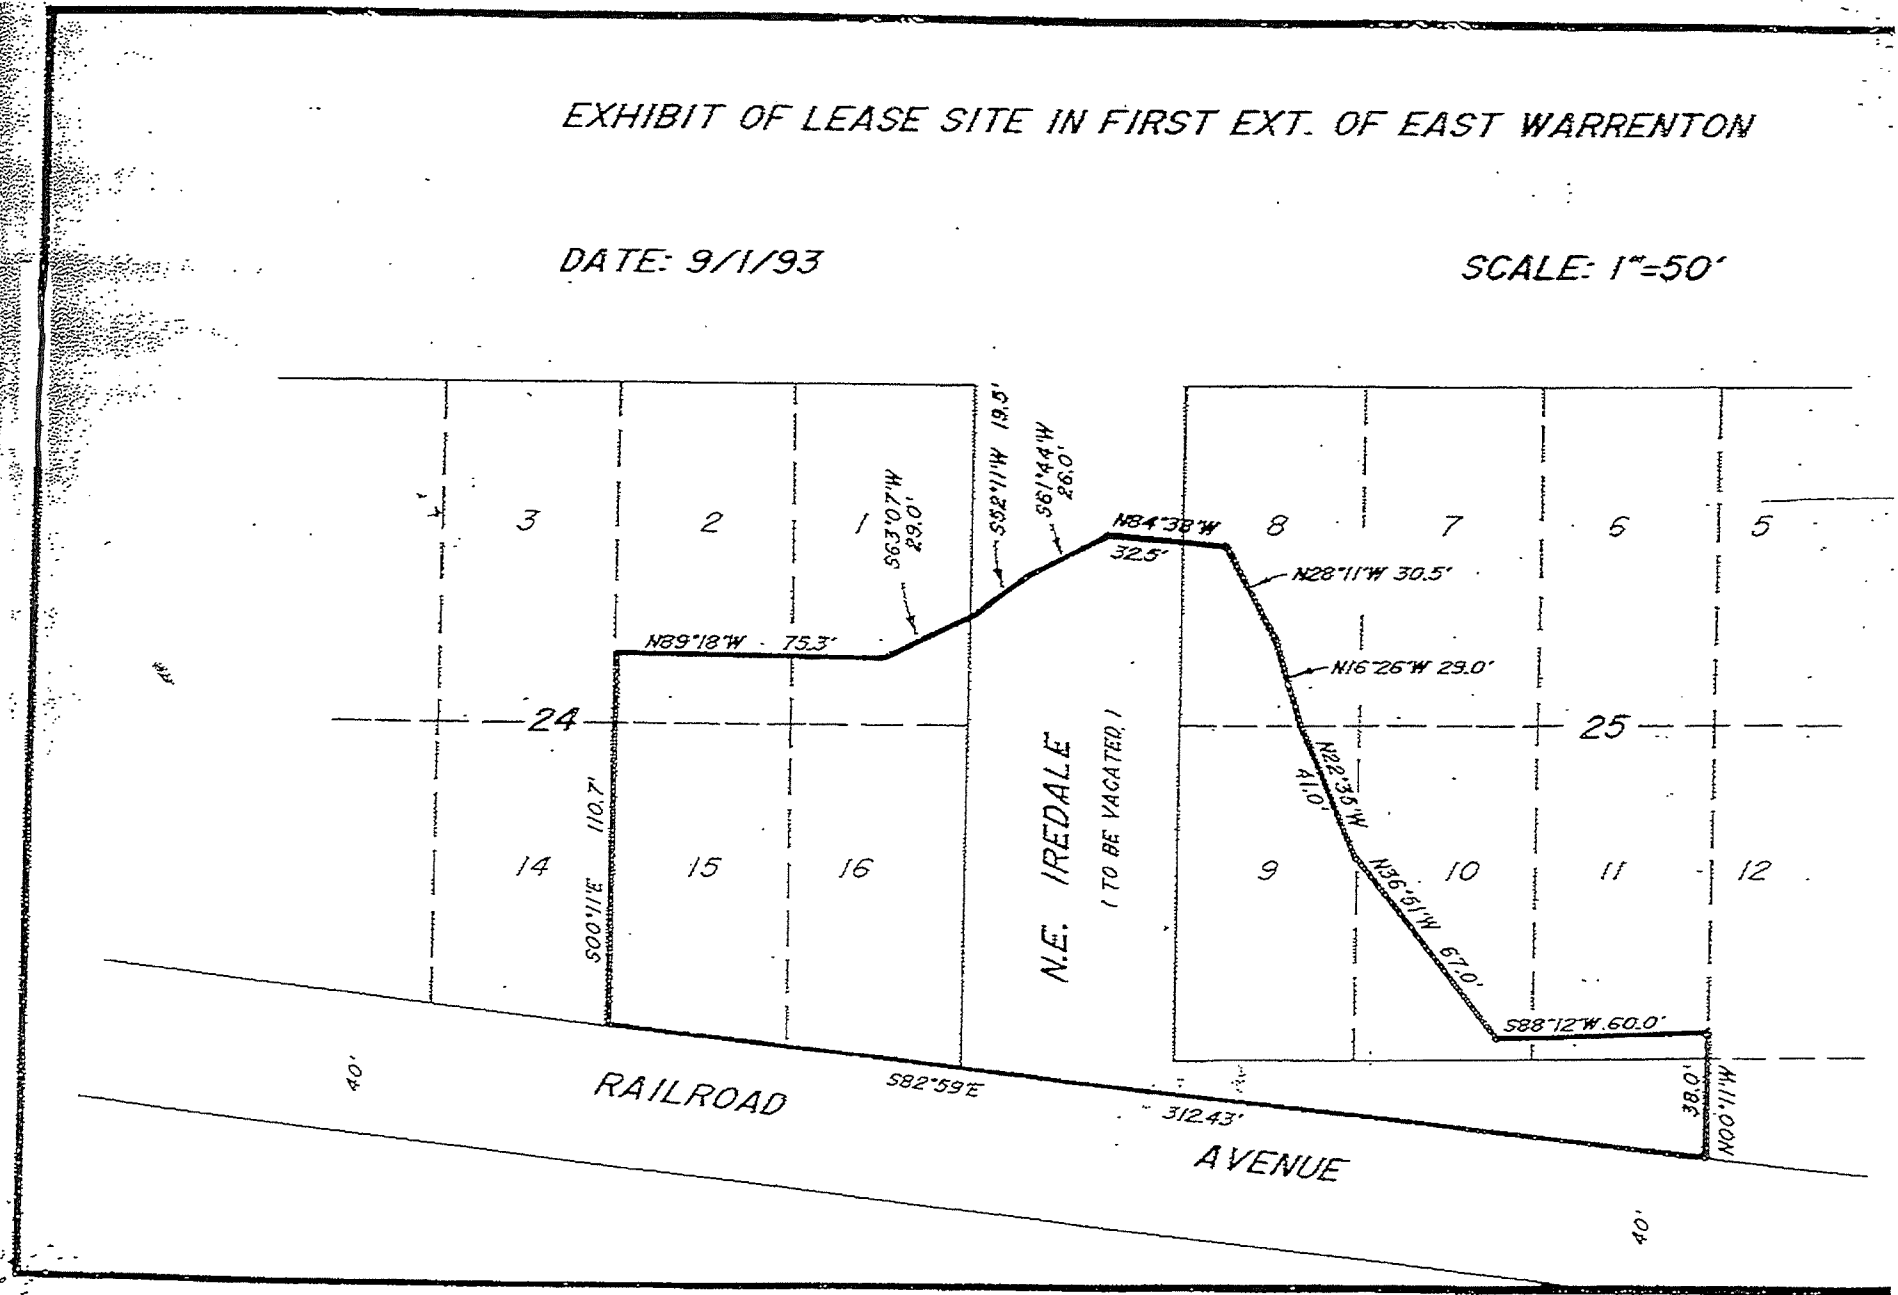 EXHIBIT OF LEASE SITE IN FIRST EXT. OF EAST WARRENTON
DATE: 9/1/93
SCALE: 1"=50'
3
2
1
S63°07'W
29.0'
S52°11'W 19.5'
S61°44'W
26.0'
N84°38'W
32.5'
8
7
6
5
N28°11'W 30.5'
N89°18'W 75.3'
N16°26'W 29.0'
24
25
N22°35'W
41.0'
N.E. IREDALE
( TO BE VACATED )
S00°11'E 110.7'
14
15
16
9
10
11
12
N36°51'W 67.0'
S88°12'W 60.0'
38.0'
N00°11'W
40'
RAILROAD
S82°59'E
312.43'
AVENUE
40'